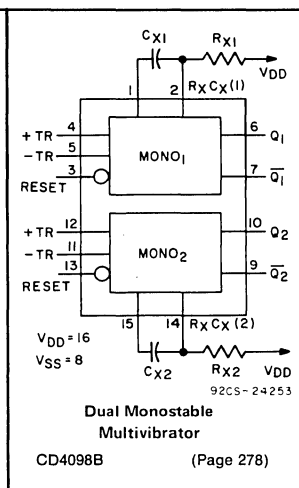 CX1 RX1
VDD
1 2 RXCX(1)
+TR 4 6 Q1
-TR 5 MONO1
RESET 3 7 Q1
+TR 12 10 Q2
-TR 11 MONO2
RESET 13 9 Q2
15 14 RXCX(2)
VDD=16
VSS=8
CX2 RX2 VDD
92CS-24253
Dual Monostable
Multivibrator
CD4098B (Page 278)